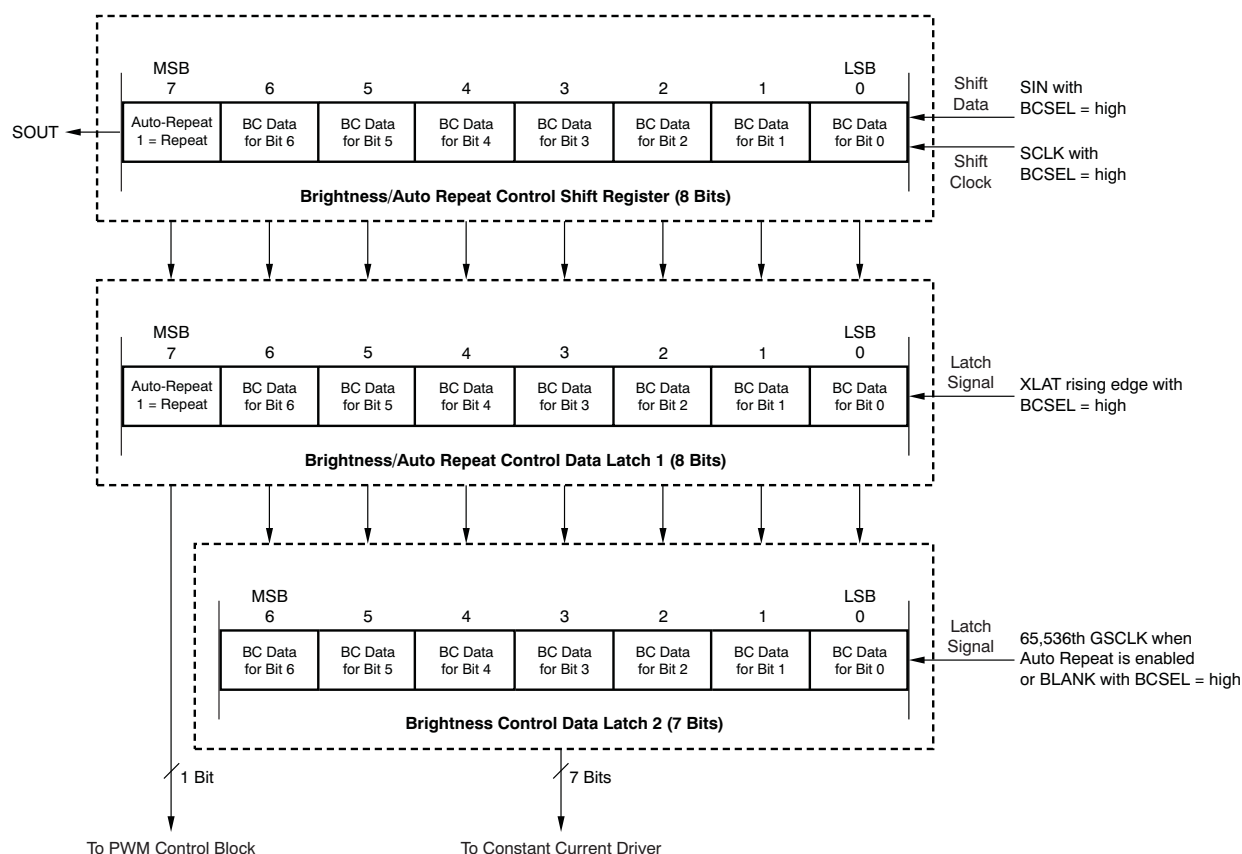 MSB LSB
7 6 5 4 3 2 1 0
SOUT
Auto-Repeat
1 = Repeat
BC Data
for Bit 6
BC Data
for Bit 5
BC Data
for Bit 4
BC Data
for Bit 3
BC Data
for Bit 2
BC Data
for Bit 1
BC Data
for Bit 0
Shift
Data
SIN with
BCSEL = high
Shift
Clock
SCLK with
BCSEL = high
Brightness/Auto Repeat Control Shift Register (8 Bits)
MSB LSB
7 6 5 4 3 2 1 0
Auto-Repeat
1 = Repeat
BC Data
for Bit 6
BC Data
for Bit 5
BC Data
for Bit 4
BC Data
for Bit 3
BC Data
for Bit 2
BC Data
for Bit 1
BC Data
for Bit 0
Latch
Signal
XLAT rising edge with
BCSEL = high
Brightness/Auto Repeat Control Data Latch 1 (8 Bits)
MSB LSB
6 5 4 3 2 1 0
BC Data
for Bit 6
BC Data
for Bit 5
BC Data
for Bit 4
BC Data
for Bit 3
BC Data
for Bit 2
BC Data
for Bit 1
BC Data
for Bit 0
Latch
Signal
65,536th GSCLK when
Auto Repeat is enabled
or BLANK with BCSEL = high
Brightness Control Data Latch 2 (7 Bits)
1 Bit
7 Bits
To PWM Control Block
To Constant Current Driver